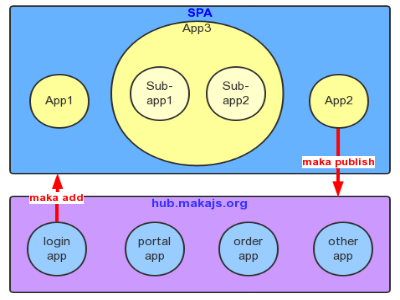 SPA
App3
App1
Sub-
app1
Sub-
app2
App2
maka publish
maka add
hub.makajs.org
login
app
portal
app
order
app
other
app